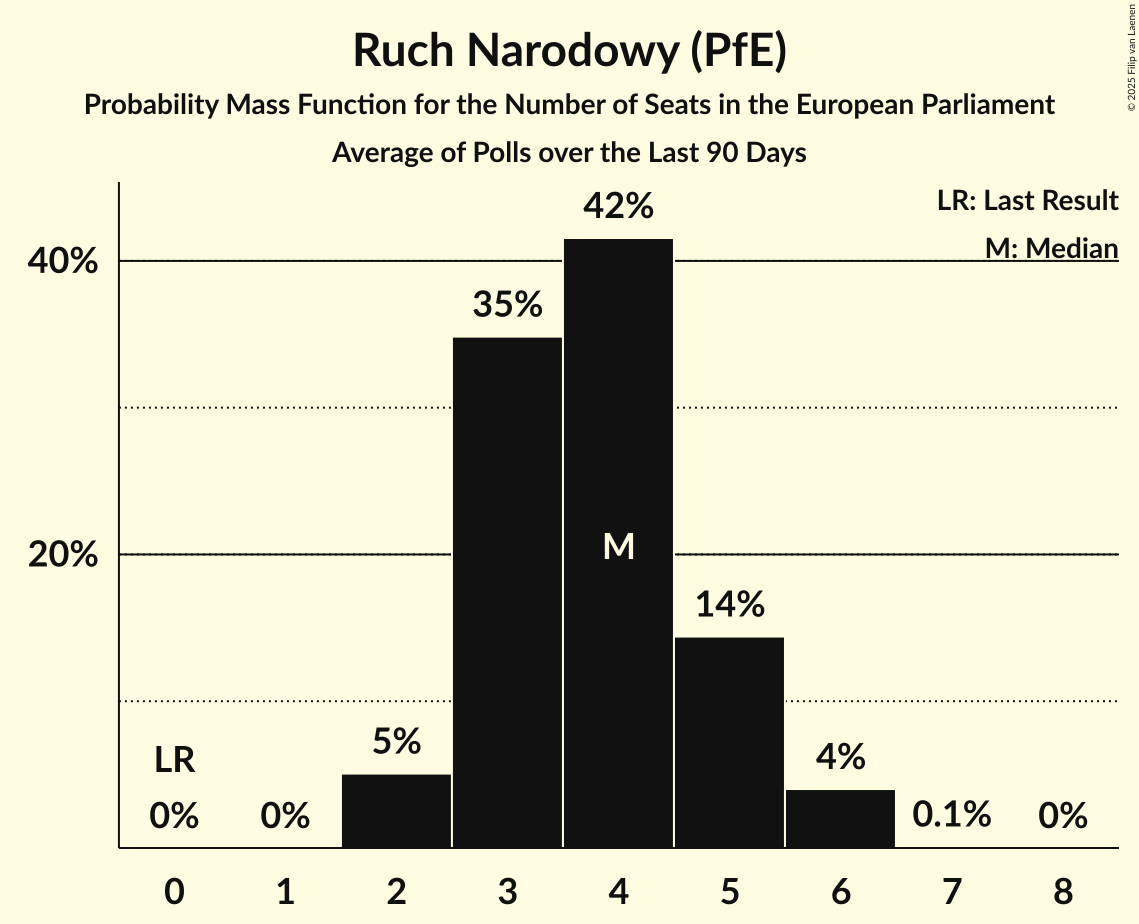 Ruch Narodowy (PfE)
Probability Mass Function for the Number of Seats in the European Parliament
Average of Polls over the Last 90 Days
© 2025 Filip van Laenen
LR: Last Result
M: Median
42%
40%
35%
M
20%
14%
5%
4%
LR
0%
0%
0.1%
0%
0 1 2 3 4 5 6 7 8